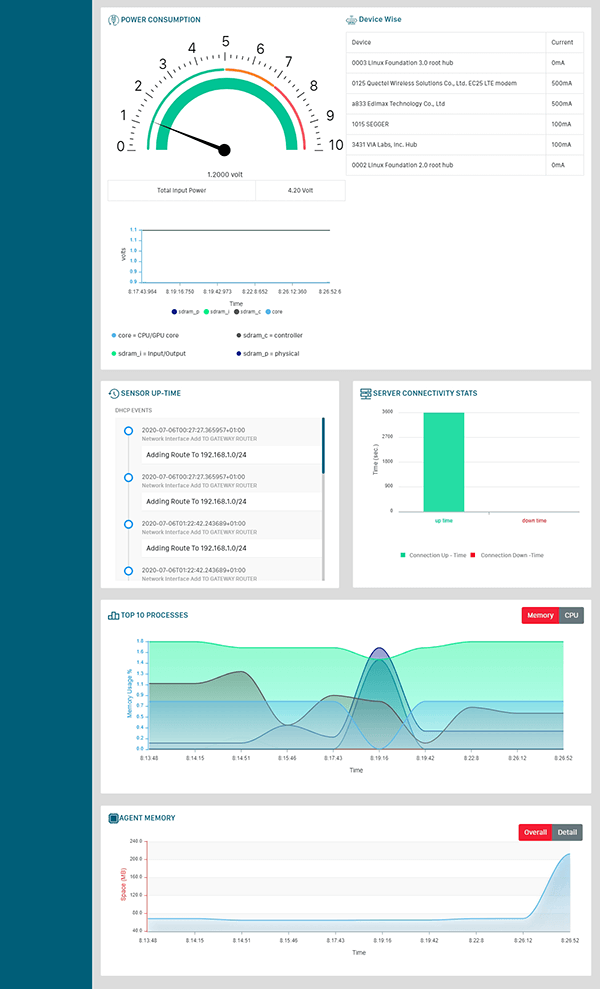 POWER CONSUMPTION
0 1 2 3 4 5 6 7 8 9 10
1.2000 volt
Total Input Power 4.20 Volt
Device Wise
Device Current
0003 Linux Foundation 3.0 root hub 0mA
0125 Quectel Wireless Solutions Co., Ltd. EC25 LTE modem 500mA
a833 Edimax Technology Co., Ltd 500mA
1015 SEGGER 100mA
3431 VIA Labs, Inc. Hub 100mA
0002 Linux Foundation 2.0 root hub 0mA
volts
1.1
1.1
1.0
1.0
0.9
0.9
8:17:43.964 8:19:16.750 8:19:42.973 8:22:8.652 8:26:12.360 8:26:52.6
Time
sdram_p sdram_i sdram_c core
core = CPU/GPU core sdram_c = controller
sdram_i = Input/Output sdram_p = physical
SENSOR UP-TIME
DHCP EVENTS
2020-07-06T00:27:27.365957+01:00
Network Interface Add TO GATEWAY ROUTER
Adding Route To 192.168.1.0/24
2020-07-06T00:27:27.365957+01:00
Network Interface Add TO GATEWAY ROUTER
Adding Route To 192.168.1.0/24
2020-07-06T01:22:42.243689+01:00
Network Interface Add TO GATEWAY ROUTER
Adding Route To 192.168.1.0/24
2020-07-06T01:22:42.243689+01:00
Network Interface Add TO GATEWAY ROUTER
SERVER CONNECTIVITY STATS
Time (sec.)
3600
2700
1800
900
0
up time down time
Connection Up - Time Connection Down -Time
TOP 10 PROCESSES
Memory CPU
Memory Usage %
1.8
1.6
1.4
1.3
1.1
0.9
0.7
0.5
0.4
0.2
0.0
8:13:48 8:14:15 8:14:51 8:15:46 8:17:43 8:19:16 8:19:42 8:22:8 8:26:12 8:26:52
Time
AGENT MEMORY
Overall Detail
Space (MB)
240.0
200.0
160.0
120.0
80.0
40.0
8:13:48 8:14:15 8:14:51 8:15:46 8:17:43 8:19:16 8:19:42 8:22:8 8:26:12 8:26:52
Time